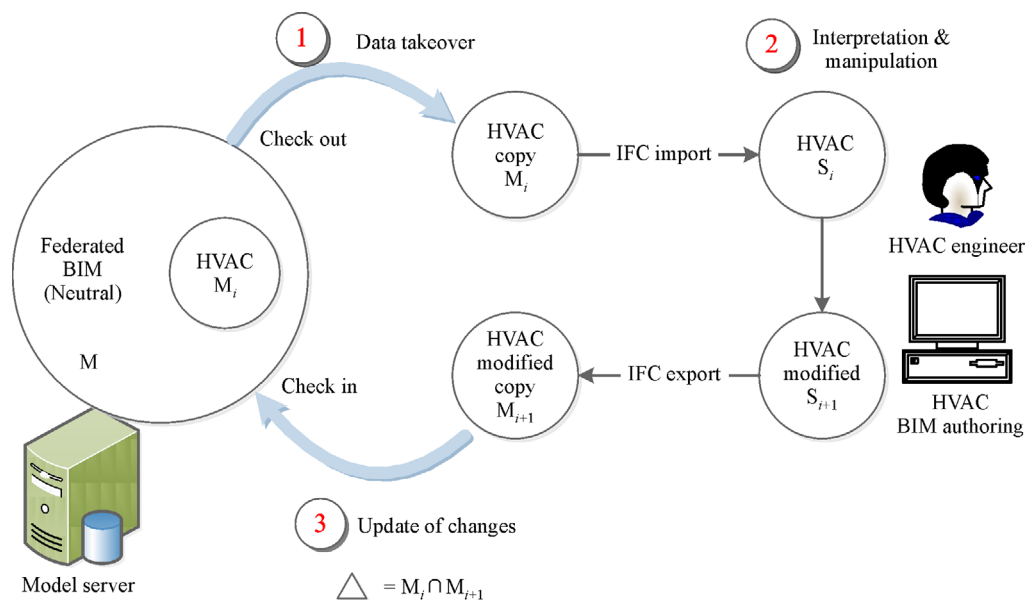 1
Data takeover
2
Interpretation &
manipulation
Check out
HVAC
copy
Mᵢ
IFC import
HVAC
Sᵢ
HVAC engineer
Federated
BIM
(Neutral)
HVAC
Mᵢ
M
Check in
HVAC
modified
copy
Mᵢ₊₁
IFC export
HVAC
modified
Sᵢ₊₁
HVAC
BIM authoring
3
Update of changes
Model server
△ = Mᵢ∩Mᵢ₊₁